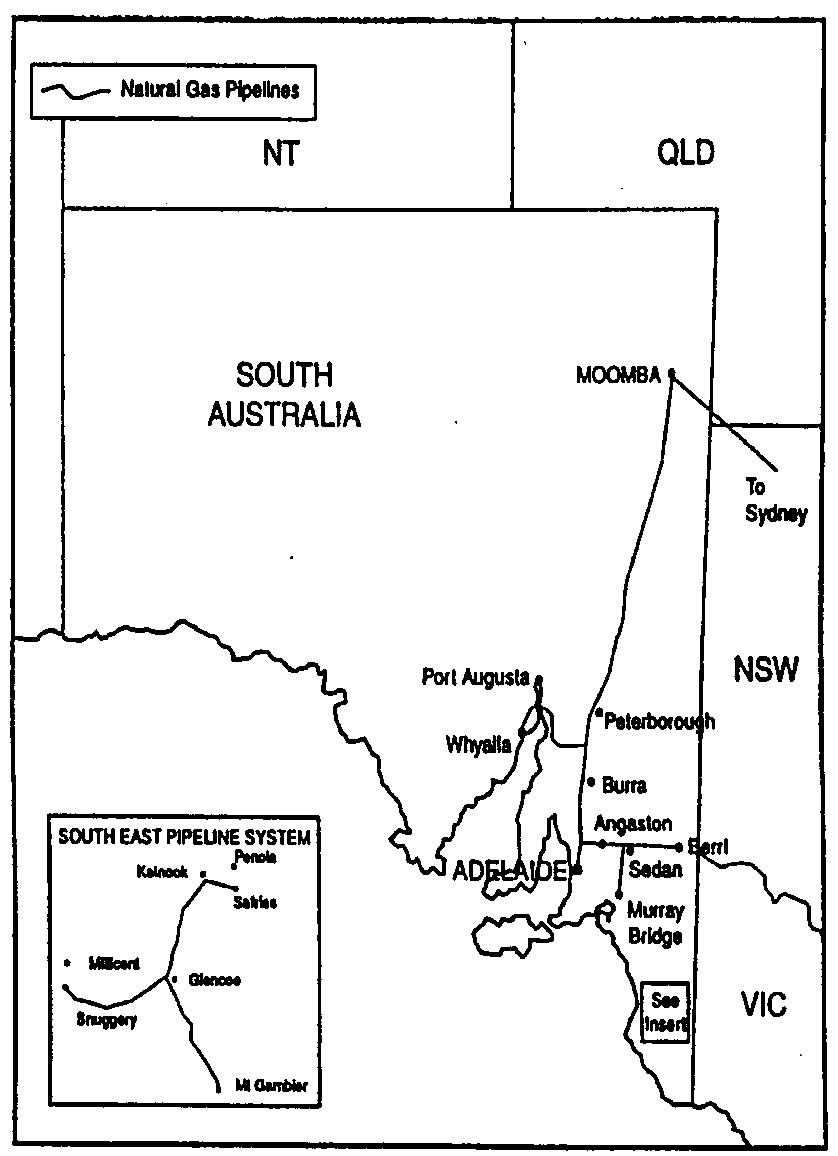 Natural Gas Pipelines
NT
QLD
SOUTH
AUSTRALIA
MOOMBA
To
Sydney
NSW
Port Augusta
Peterborough
Whyalla
Burra
Angaston
Berri
ADELAIDE
Sedan
Murray
Bridge
See
Insert
VIC
SOUTH EAST PIPELINE SYSTEM
Penola
Katnook
Safries
Millicent
Glencoe
Snuggery
Mt Gambier